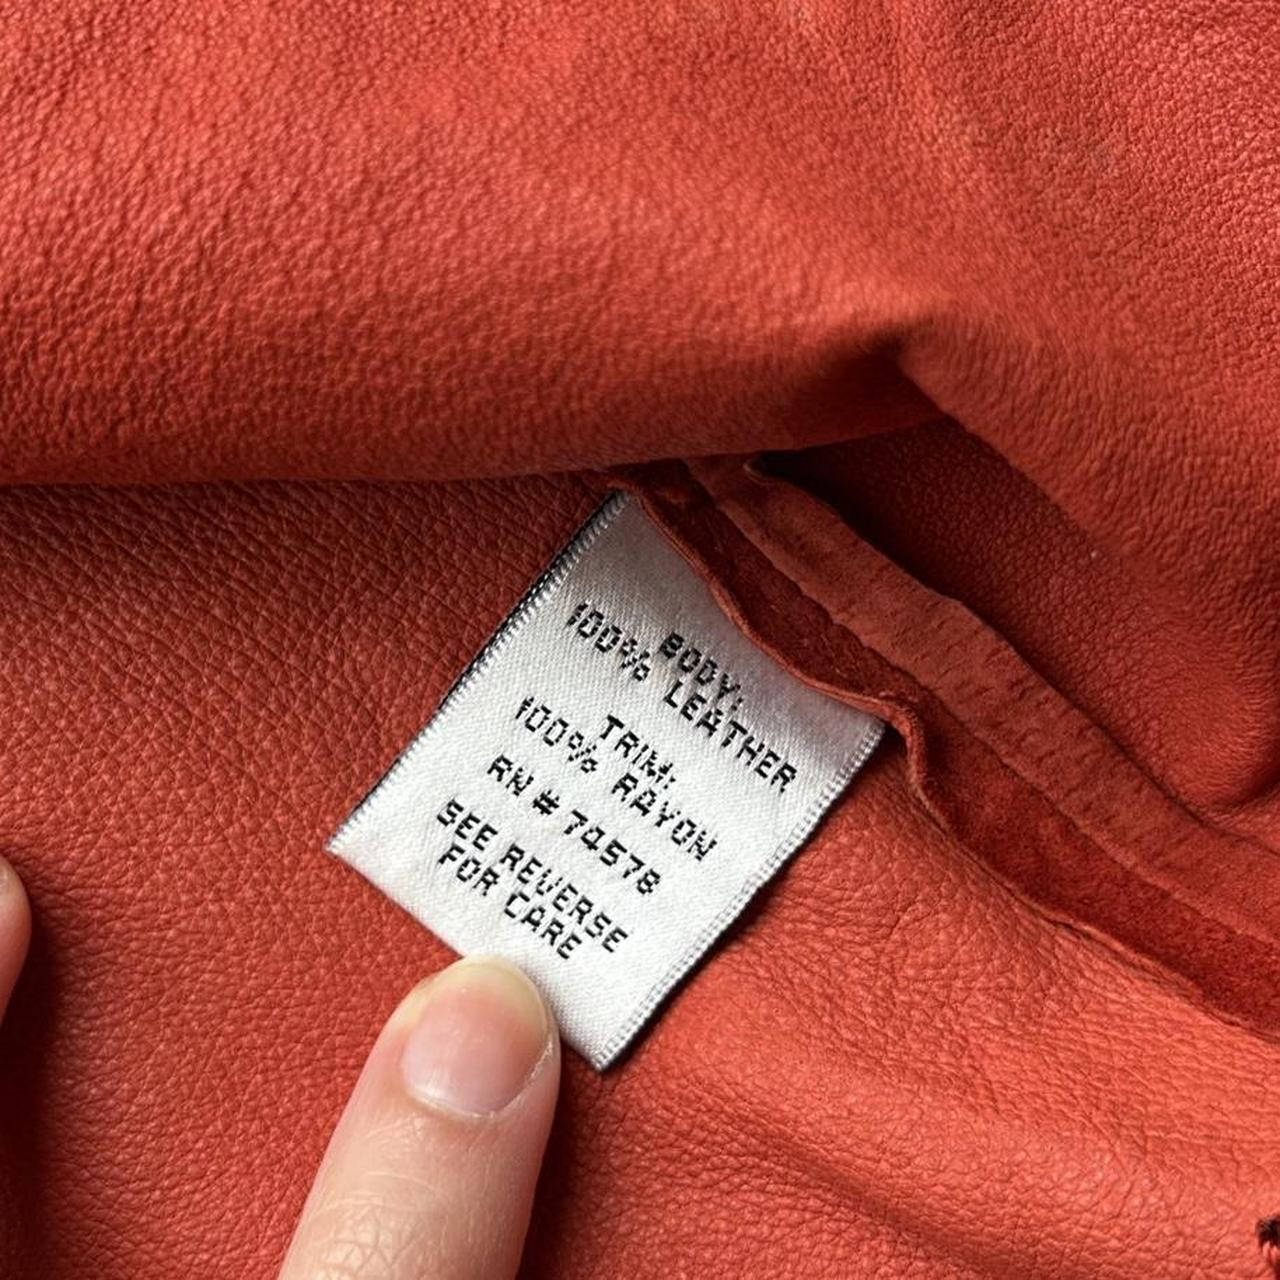 BODY:
100% LEATHER
TRIM:
100% RAYON
RN # 74578
SEE REVERSE
FOR CARE